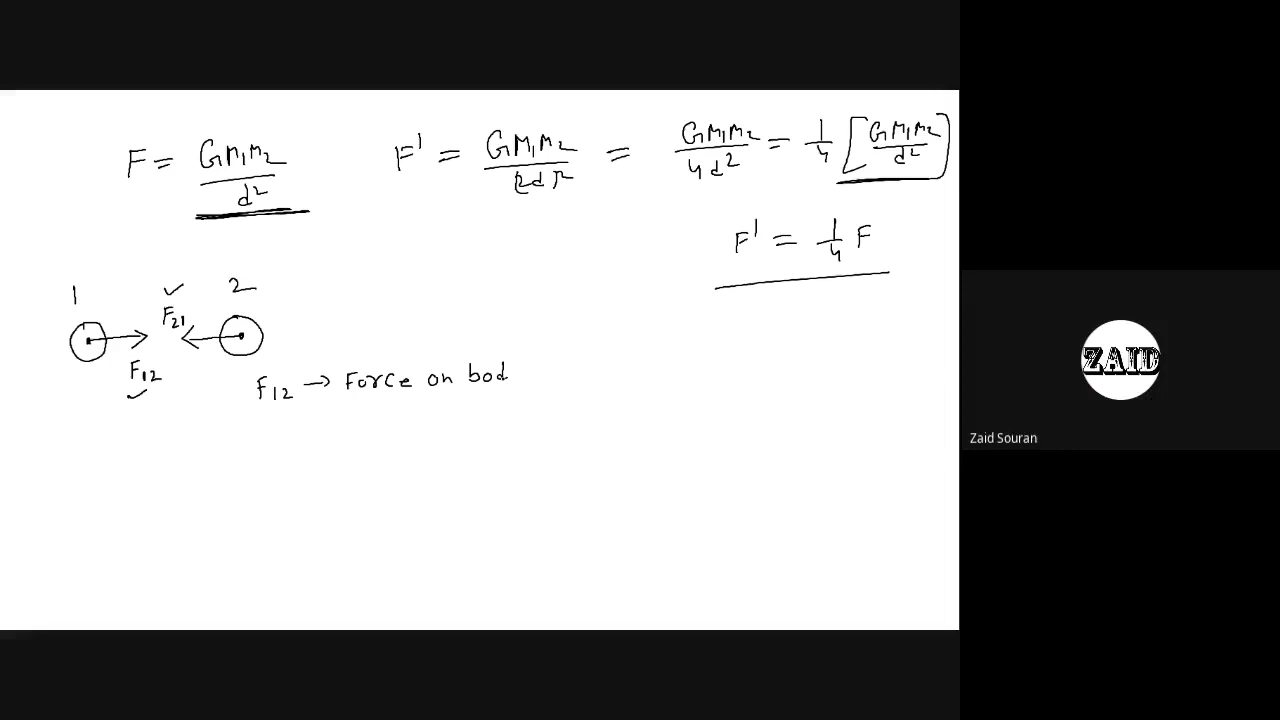 F = GM₁M₂/d² F' = GM₁M₂/(2d)² = GM₁M₂/4d² = 1/4 [GM₁M₂/d²]
F' = 1/4 F
1 ✓ 2
F₂₁
F₁₂
✓
F₁₂ → Force on bod
ZAID
Zaid Souran